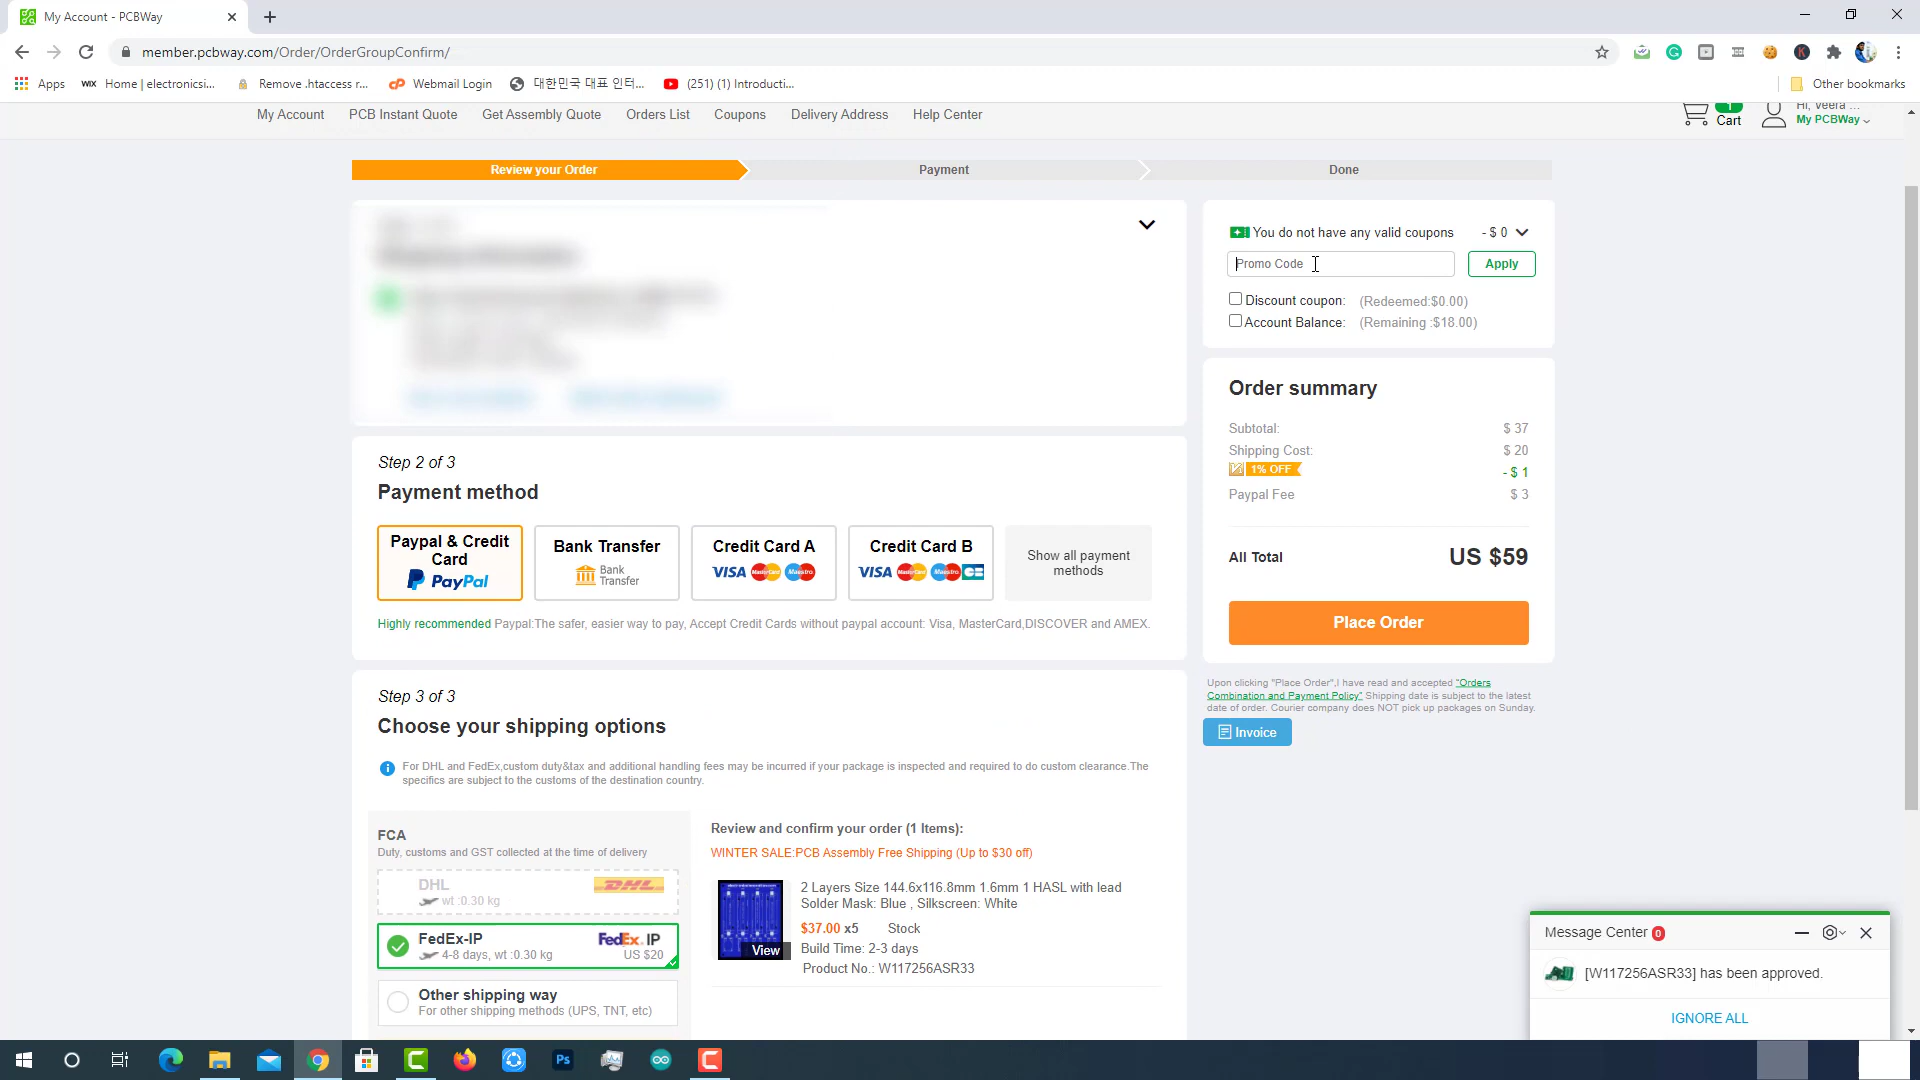 My Account - PCBWay
member.pcbway.com/Order/OrderGroupConfirm/
Apps
WIX
Home | electronicsi...
Remove .htaccess r...
Webmail Login
대한민국 대표 인터...
(251) (1) Introducti...
Other bookmarks
My Account
PCB Instant Quote
Get Assembly Quote
Orders List
Coupons
Delivery Address
Help Center
1
Cart
Hi, Veera ...
My PCBWay
Review your Order
Payment
Done
You do not have any valid coupons - $ 0
Promo Code
Apply
Discount coupon: (Redeemed:$0.00)
Account Balance: (Remaining :$18.00)
Order summary
Subtotal: $ 37
Shipping Cost: $ 20
1% OFF - $ 1
Paypal Fee $ 3
All Total US $59
Place Order
Upon clicking "Place Order",I have read and accepted "Orders
Combination and Payment Policy" Shipping date is subject to the latest
date of order. Courier company does NOT pick up packages on Sunday.
Invoice
Step 2 of 3
Payment method
Paypal & Credit
Card
PayPal
Bank Transfer
Bank
Transfer
Credit Card A
VISA MasterCard Maestro
Credit Card B
VISA MasterCard Maestro
Show all payment
methods
Highly recommended Paypal:The safer, easier way to pay, Accept Credit Cards without paypal account: Visa, MasterCard,DISCOVER and AMEX.
Step 3 of 3
Choose your shipping options
For DHL and FedEx,custom duty&tax and additional handling fees may be incurred if your package is inspected and required to do custom clearance.The
specifics are subject to the customs of the destination country.
FCA
Duty, customs and GST collected at the time of delivery
DHL
DHL
wt :0.30 kg
FedEx-IP
FedEx. IP
4-8 days, wt :0.30 kg
US $20
Other shipping way
For other shipping methods (UPS, TNT, etc)
Review and confirm your order (1 Items):
WINTER SALE:PCB Assembly Free Shipping (Up to $30 off)
View
2 Layers Size 144.6x116.8mm 1.6mm 1 HASL with lead
Solder Mask: Blue , Silkscreen: White
$37.00 x5 Stock
Build Time: 2-3 days
Product No.: W117256ASR33
Message Center 0
[W117256ASR33] has been approved.
IGNORE ALL
Ps